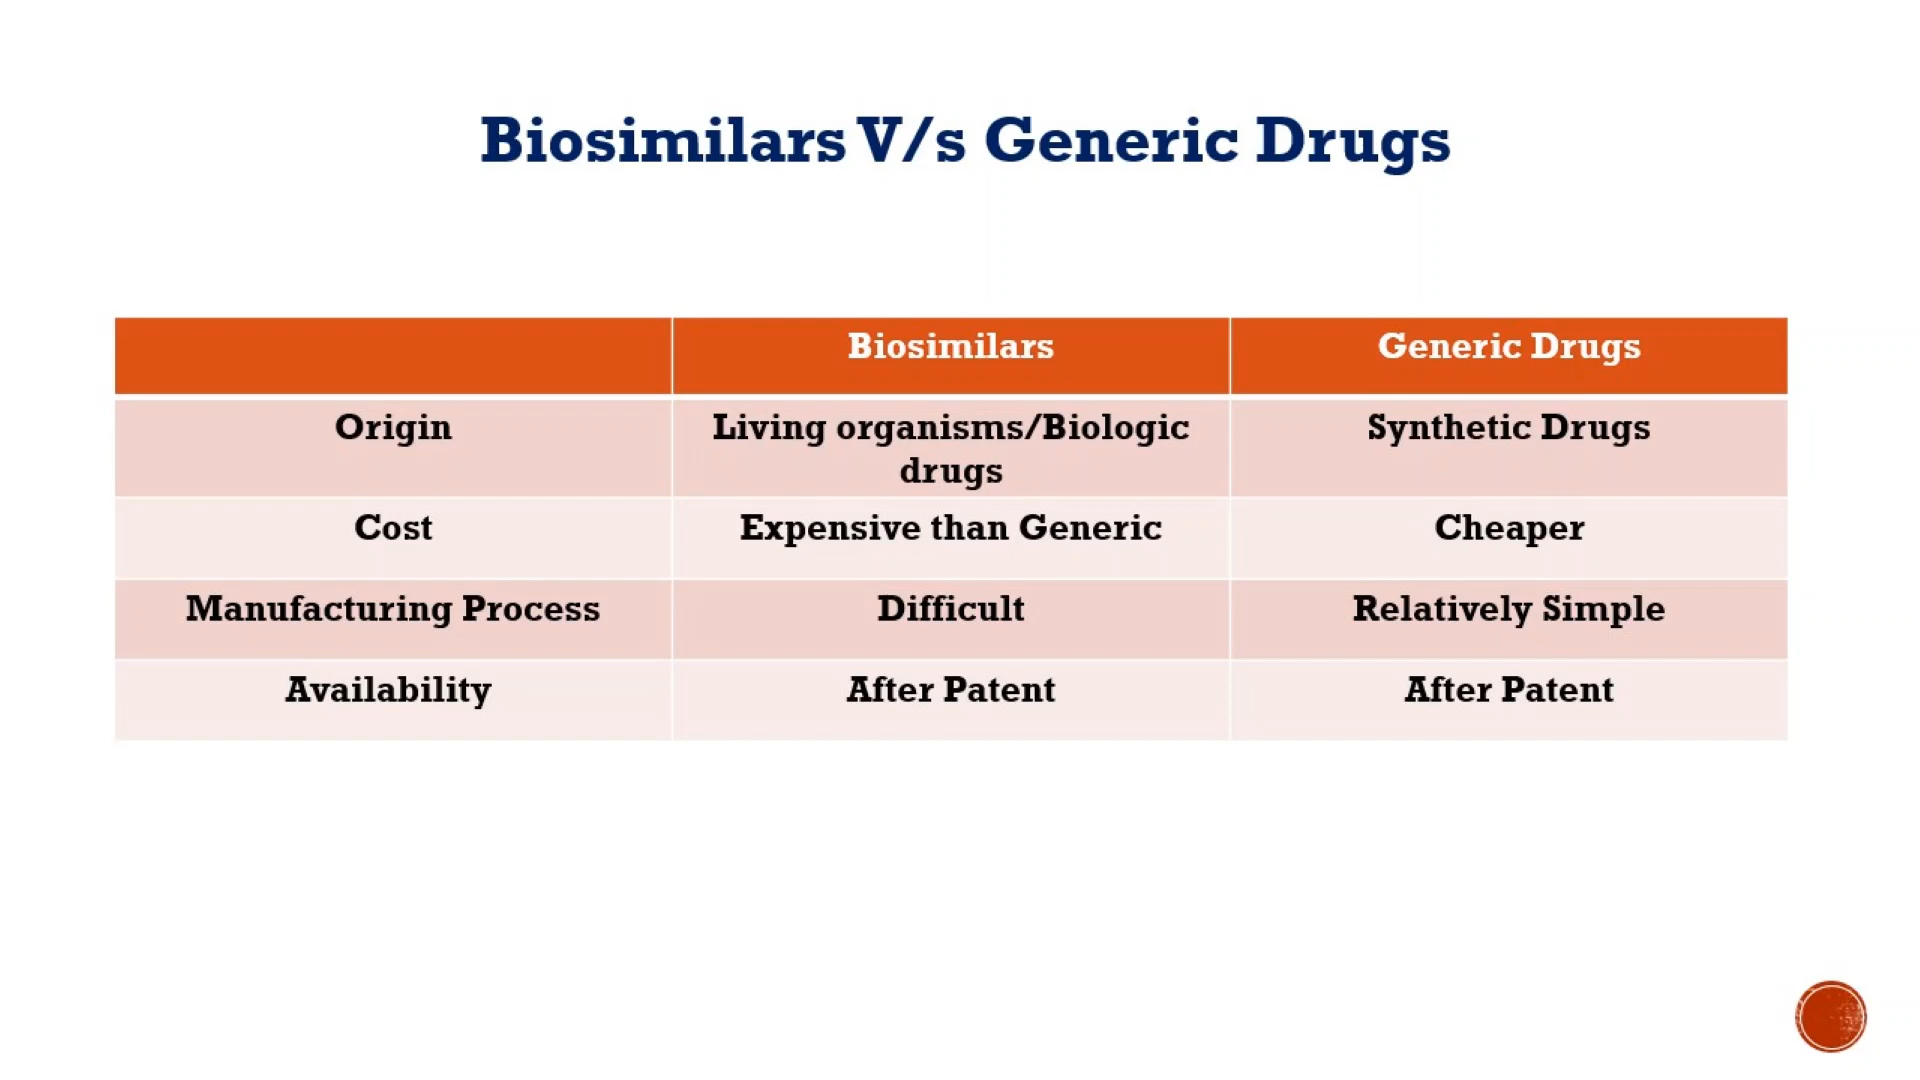 Biosimilars V/s Generic Drugs
Biosimilars
Generic Drugs
Origin
Living organisms/Biologic
drugs
Synthetic Drugs
Cost
Expensive than Generic
Cheaper
Manufacturing Process
Difficult
Relatively Simple
Availability
After Patent
After Patent